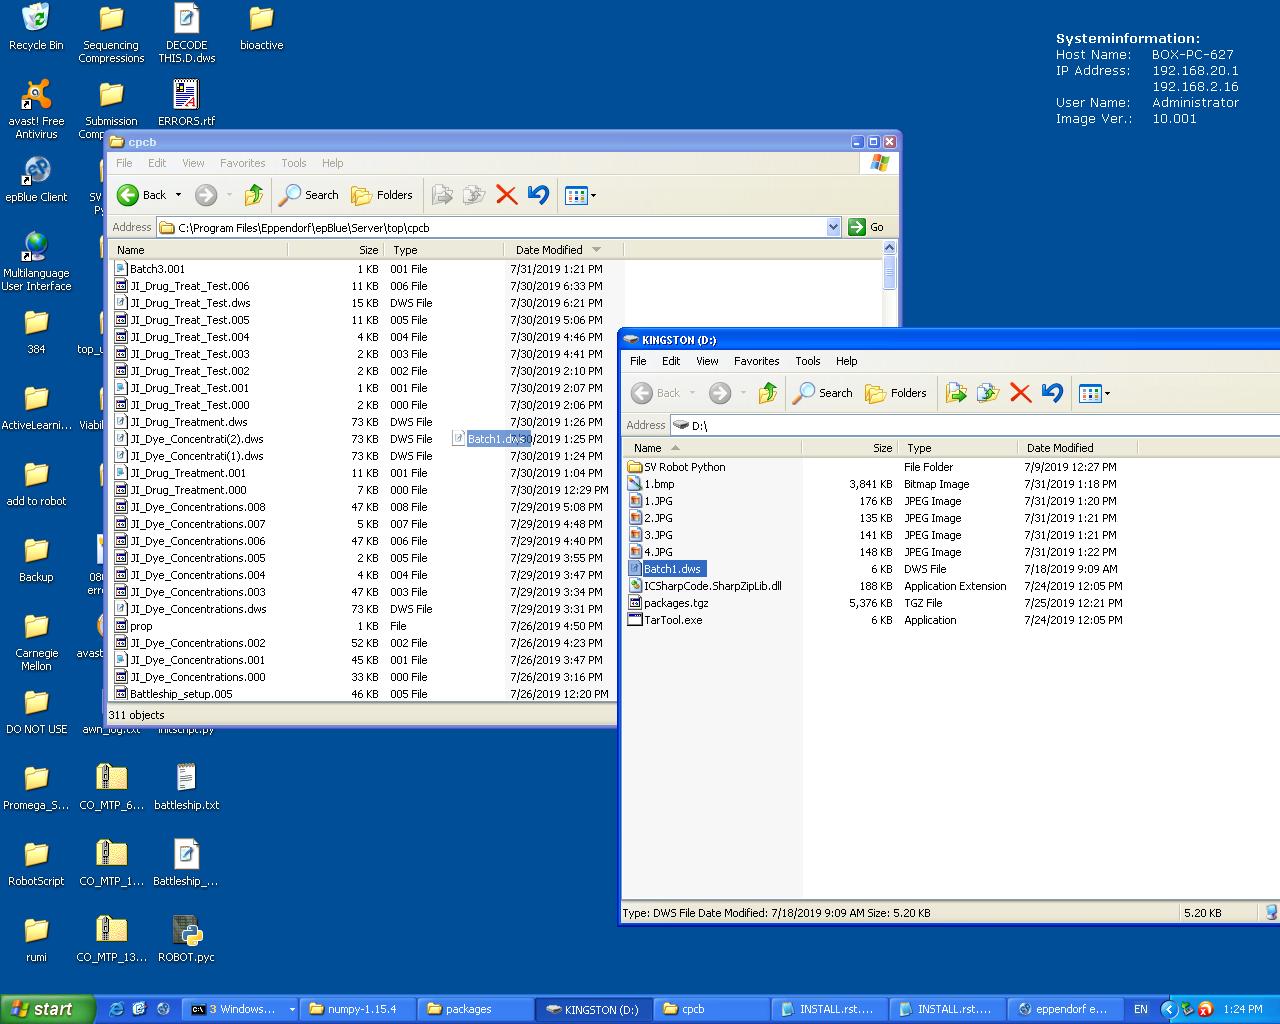 Recycle Bin
Sequencing Compressions
DECODE THIS.D.dws
bioactive
Systeminformation:
Host Name: BOX-PC-627
IP Address: 192.168.20.1
192.168.2.16
User Name: Administrator
Image Ver.: 10.001
avast! Free Antivirus
Submission
ERRORS.rtf
epBlue Client
Multilanguage User Interface
384
ActiveLearni...
add to robot
Backup
Carnegie Mellon
DO NOT USE
Promega_S...
CO_MTP_6...
battleship.txt
RobotScript
CO_MTP_1...
Battleship_...
rumi
CO_MTP_13...
ROBOT.pyc
cpcb
File Edit View Favorites Tools Help
Back Search Folders
Address C:\Program Files\Eppendorf\epBlue\Server\top\cpcb Go
Name Size Type Date Modified
Batch3.001 1 KB 001 File 7/31/2019 1:21 PM
JI_Drug_Treat_Test.006 11 KB 006 File 7/30/2019 6:33 PM
JI_Drug_Treat_Test.dws 15 KB DWS File 7/30/2019 6:21 PM
JI_Drug_Treat_Test.005 11 KB 005 File 7/30/2019 5:06 PM
JI_Drug_Treat_Test.004 4 KB 004 File 7/30/2019 4:46 PM
JI_Drug_Treat_Test.003 2 KB 003 File 7/30/2019 4:41 PM
JI_Drug_Treat_Test.002 2 KB 002 File 7/30/2019 2:10 PM
JI_Drug_Treat_Test.001 1 KB 001 File 7/30/2019 2:07 PM
JI_Drug_Treat_Test.000 2 KB 000 File 7/30/2019 2:06 PM
JI_Drug_Treatment.dws 73 KB DWS File 7/30/2019 1:26 PM
JI_Dye_Concentrati(2).dws 73 KB DWS File Batch1.dws /2019 1:25 PM
JI_Dye_Concentrati(1).dws 73 KB DWS File 7/30/2019 1:24 PM
JI_Drug_Treatment.001 11 KB 001 File 7/30/2019 1:04 PM
JI_Drug_Treatment.000 7 KB 000 File 7/30/2019 12:29 PM
JI_Dye_Concentrations.008 47 KB 008 File 7/29/2019 5:08 PM
JI_Dye_Concentrations.007 5 KB 007 File 7/29/2019 4:48 PM
JI_Dye_Concentrations.006 47 KB 006 File 7/29/2019 4:40 PM
JI_Dye_Concentrations.005 2 KB 005 File 7/29/2019 3:55 PM
JI_Dye_Concentrations.004 4 KB 004 File 7/29/2019 3:47 PM
JI_Dye_Concentrations.003 47 KB 003 File 7/29/2019 3:34 PM
JI_Dye_Concentrations.dws 73 KB DWS File 7/29/2019 3:31 PM
prop 1 KB File 7/26/2019 4:50 PM
JI_Dye_Concentrations.002 52 KB 002 File 7/26/2019 4:23 PM
JI_Dye_Concentrations.001 45 KB 001 File 7/26/2019 3:47 PM
JI_Dye_Concentrations.000 33 KB 000 File 7/26/2019 3:16 PM
Battleship_setup.005 46 KB 005 File 7/26/2019 12:20 PM
311 objects
KINGSTON (D:)
File Edit View Favorites Tools Help
Back Search Folders
Address D:\
Name Size Type Date Modified
SV Robot Python File Folder 7/9/2019 12:27 PM
1.bmp 3,841 KB Bitmap Image 7/31/2019 1:18 PM
1.JPG 176 KB JPEG Image 7/31/2019 1:20 PM
2.JPG 135 KB JPEG Image 7/31/2019 1:21 PM
3.JPG 141 KB JPEG Image 7/31/2019 1:21 PM
4.JPG 148 KB JPEG Image 7/31/2019 1:22 PM
Batch1.dws 6 KB DWS File 7/18/2019 9:09 AM
ICSharpCode.SharpZipLib.dll 188 KB Application Extension 7/24/2019 12:05 PM
packages.tgz 5,376 KB TGZ File 7/25/2019 12:21 PM
TarTool.exe 6 KB Application 7/24/2019 12:05 PM
Type: DWS File Date Modified: 7/18/2019 9:09 AM Size: 5.20 KB 5.20 KB
start 3 Windows... numpy-1.15.4 packages KINGSTON (D:) cpcb INSTALL.rst.... INSTALL.rst.... eppendorf e... EN 1:24 PM